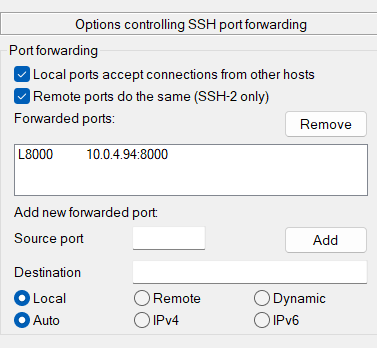 Options controlling SSH port forwarding
Port forwarding
Local ports accept connections from other hosts
Remote ports do the same (SSH-2 only)
Forwarded ports:
Remove
L8000 10.0.4.94:8000
Add new forwarded port:
Source port
Add
Destination
Local Remote Dynamic
Auto IPv4 IPv6